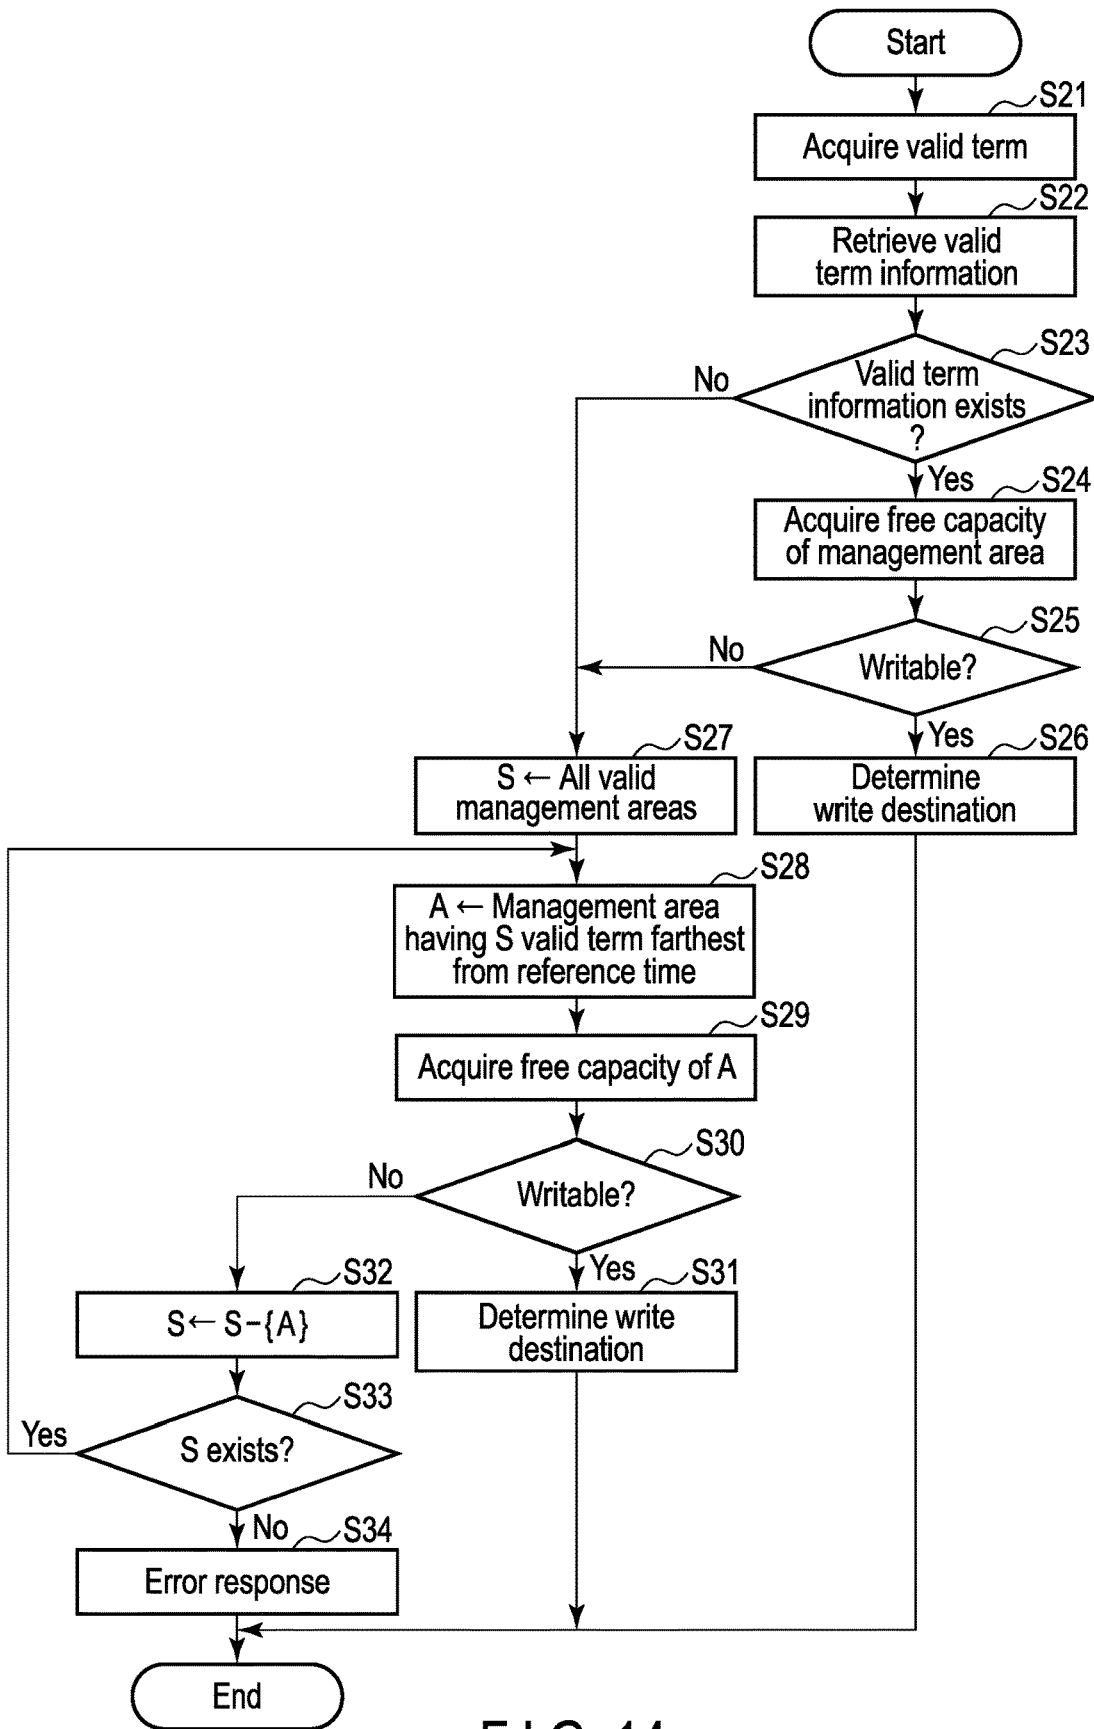 Start
S21
Acquire valid term
S22
Retrieve valid
term information
S23
Valid term
information exists
?
No
Yes
S24
Acquire free capacity
of management area
S25
Writable?
No
Yes
S26
Determine
write destination
S27
S ← All valid
management areas
S28
A ← Management area
having S valid term farthest
from reference time
S29
Acquire free capacity of A
S30
Writable?
No
Yes
S31
Determine write
destination
S32
S ← S-{A}
S33
S exists?
Yes
No
S34
Error response
End
FIG. 14